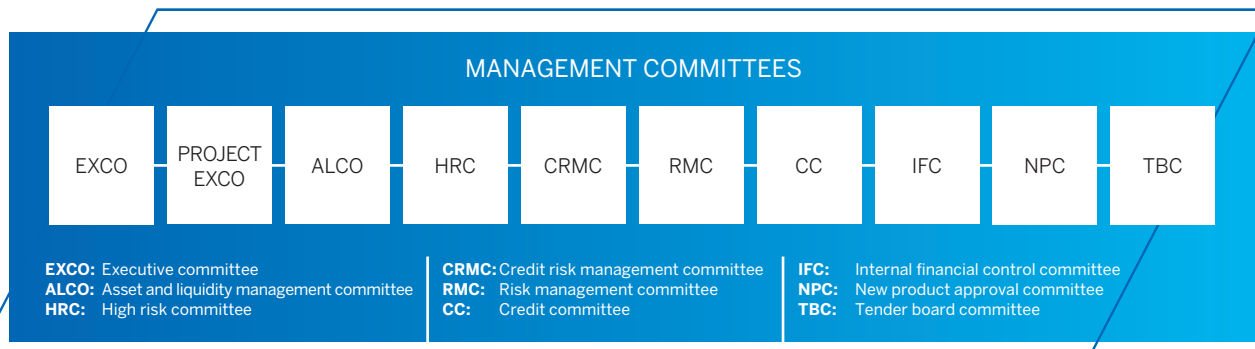 MANAGEMENT COMMITTEES
EXCO
PROJECT
EXCO
ALCO
HRC
CRMC
RMC
CC
IFC
NPC
TBC
EXCO: Executive committee
ALCO: Asset and liquidity management committee
HRC: High risk committee
CRMC: Credit risk management committee
RMC: Risk management committee
CC: Credit committee
IFC: Internal financial control committee
NPC: New product approval committee
TBC: Tender board committee